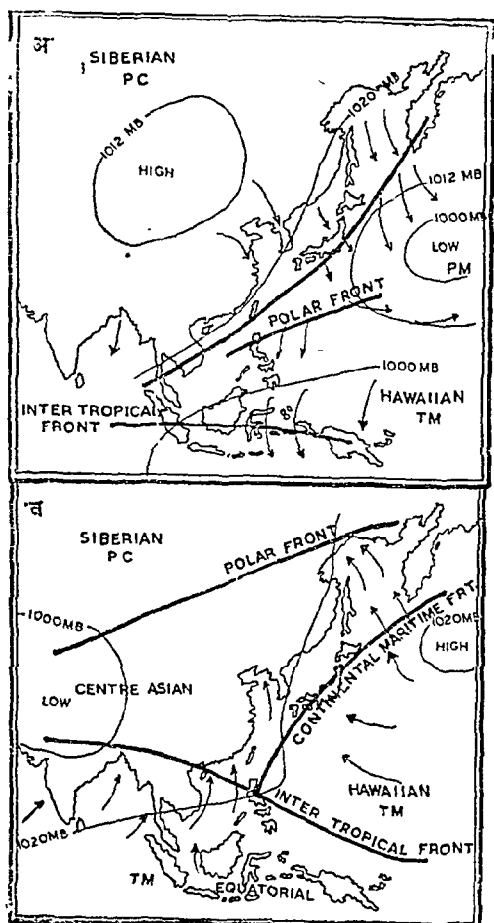 अ
SIBERIAN
PC
1020 MB
1012 MB
HIGH
1012 MB
1000 MB
LOW
PM
POLAR FRONT
1000 MB
HAWAIIAN
TM
INTER TROPICAL
FRONT
व
SIBERIAN
PC
POLAR FRONT
1000MB
1020MB
HIGH
CONTINENTAL MARITIME FRT.
CENTRE ASIAN
LOW
HAWAIIAN
TM
INTER TROPICAL FRONT
1020MB
TM
EQUATORIAL